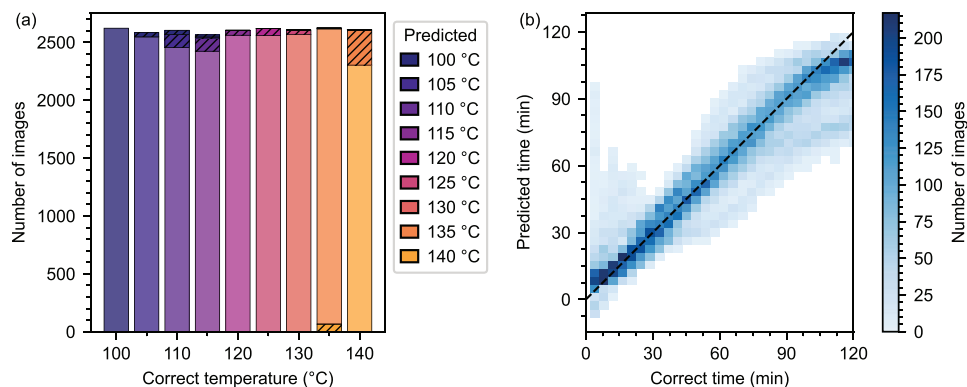 (a)
Number of images
2500
2000
1500
1000
500
0
100
110
120
130
140
Correct temperature (°C)
Predicted
100 °C
105 °C
110 °C
115 °C
120 °C
125 °C
130 °C
135 °C
140 °C
(b)
Predicted time (min)
120
90
60
30
0
0
30
60
90
120
Correct time (min)
200
175
150
125
100
75
50
25
0
Number of images